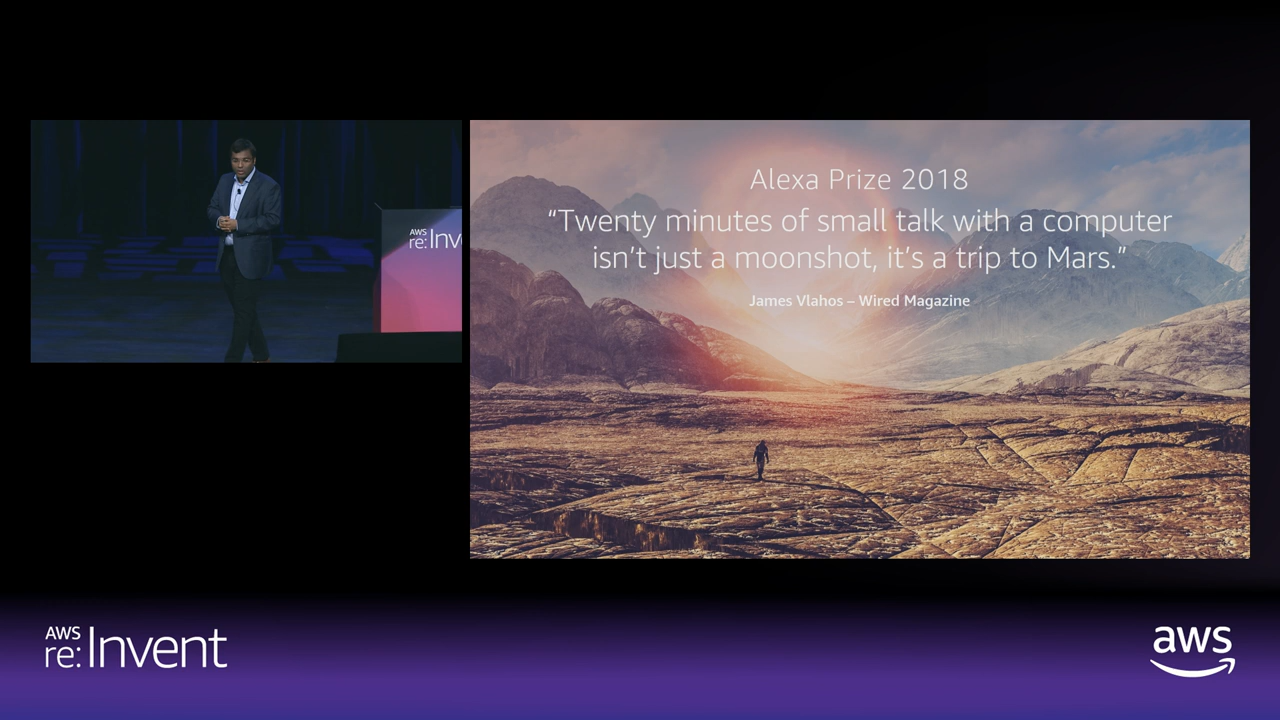 AWS
re:Inv
Alexa Prize 2018
“Twenty minutes of small talk with a computer
isn’t just a moonshot, it’s a trip to Mars.”
James Vlahos – Wired Magazine
AWS
re:Invent
aws